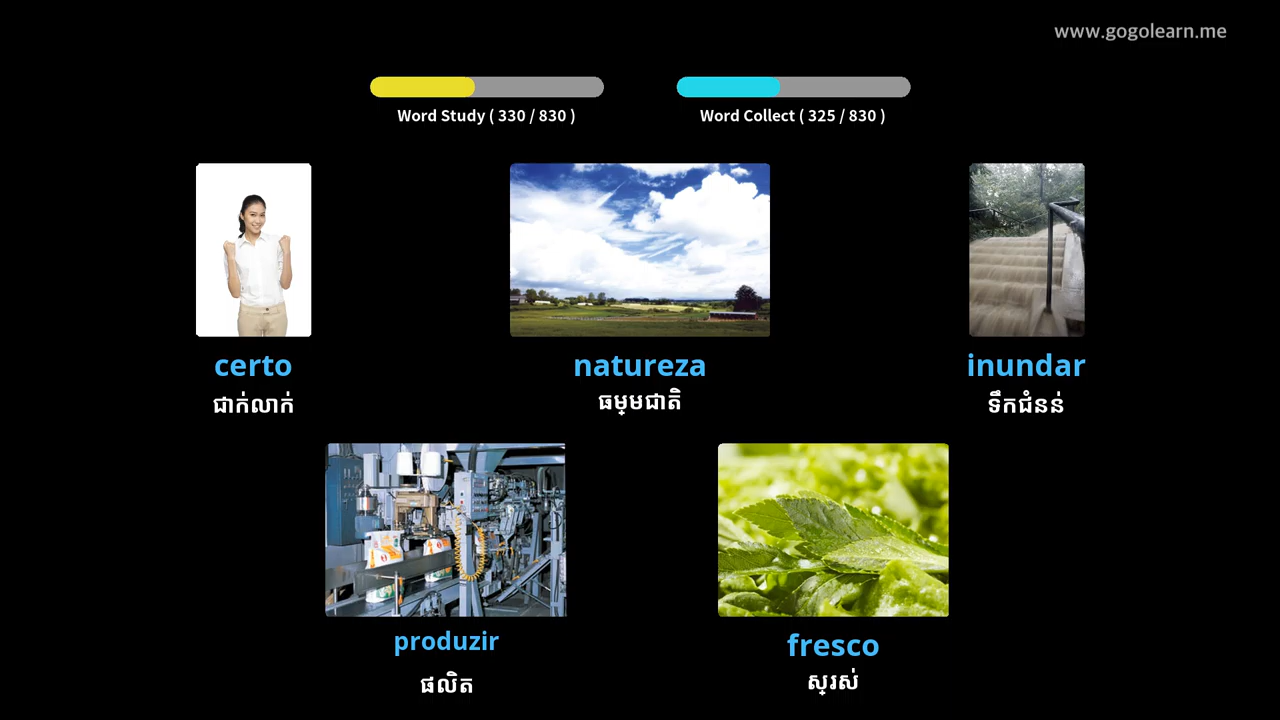 www.gogolearn.me
Word Study ( 330 / 830 )
Word Collect ( 325 / 830 )
certo
ជាក់លាក់
natureza
ធម្មជាតិ
inundar
ទឹកជំនន់
produzir
ផលិត
fresco
ស្រស់